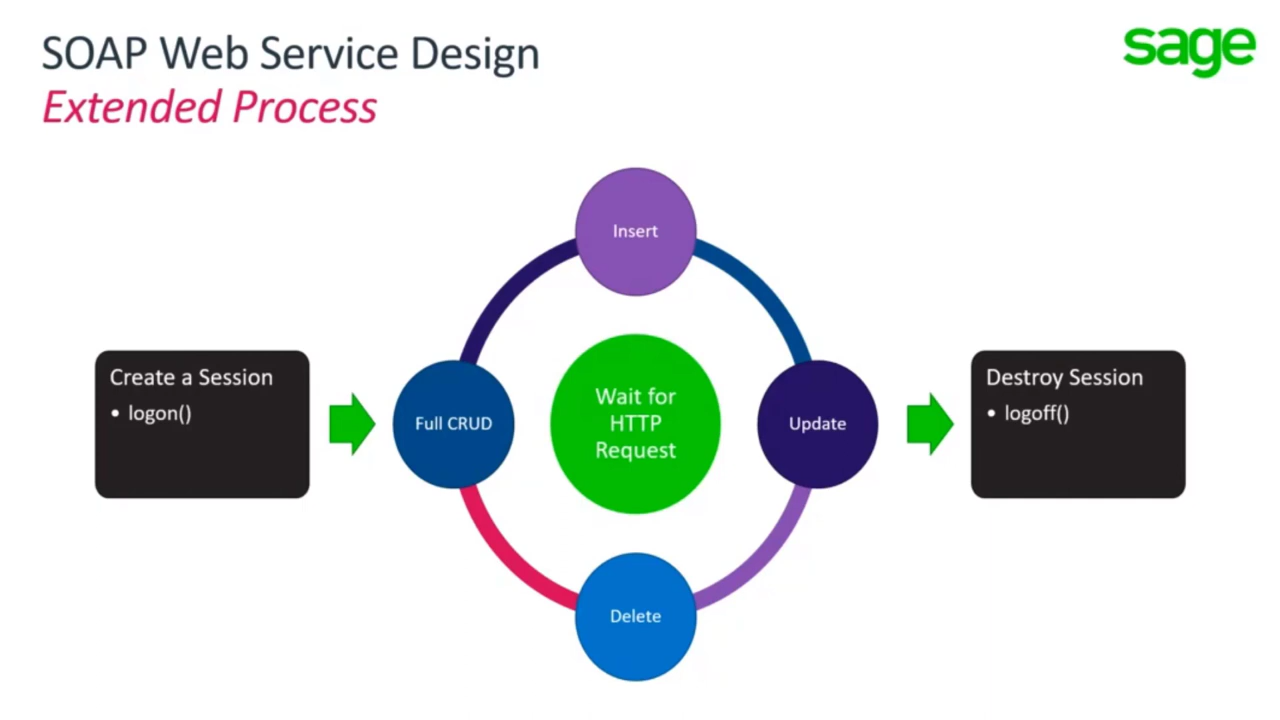 SOAP Web Service Design
Extended Process
sage
Insert
Create a Session
• logon()
Full CRUD
Wait for
HTTP
Request
Update
Destroy Session
• logoff()
Delete